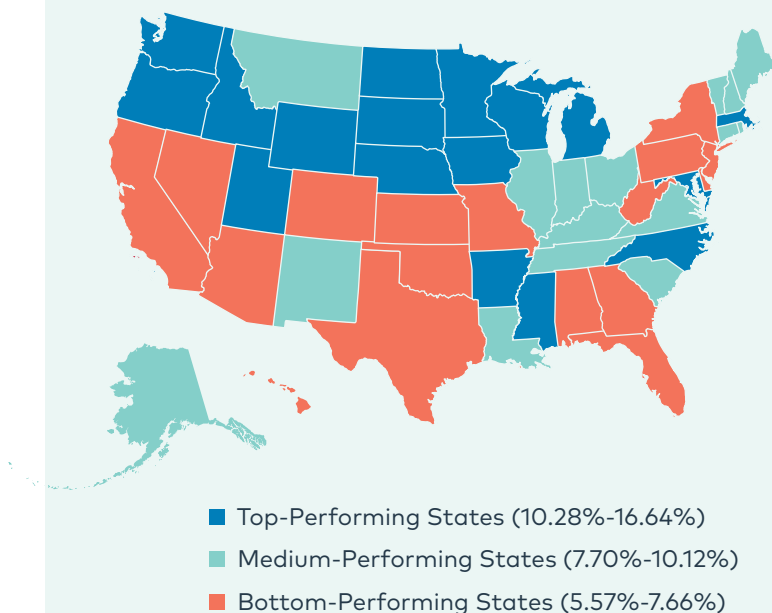 Top-Performing States (10.28%-16.64%)
Medium-Performing States (7.70%-10.12%)
Bottom-Performing States (5.57%-7.66%)